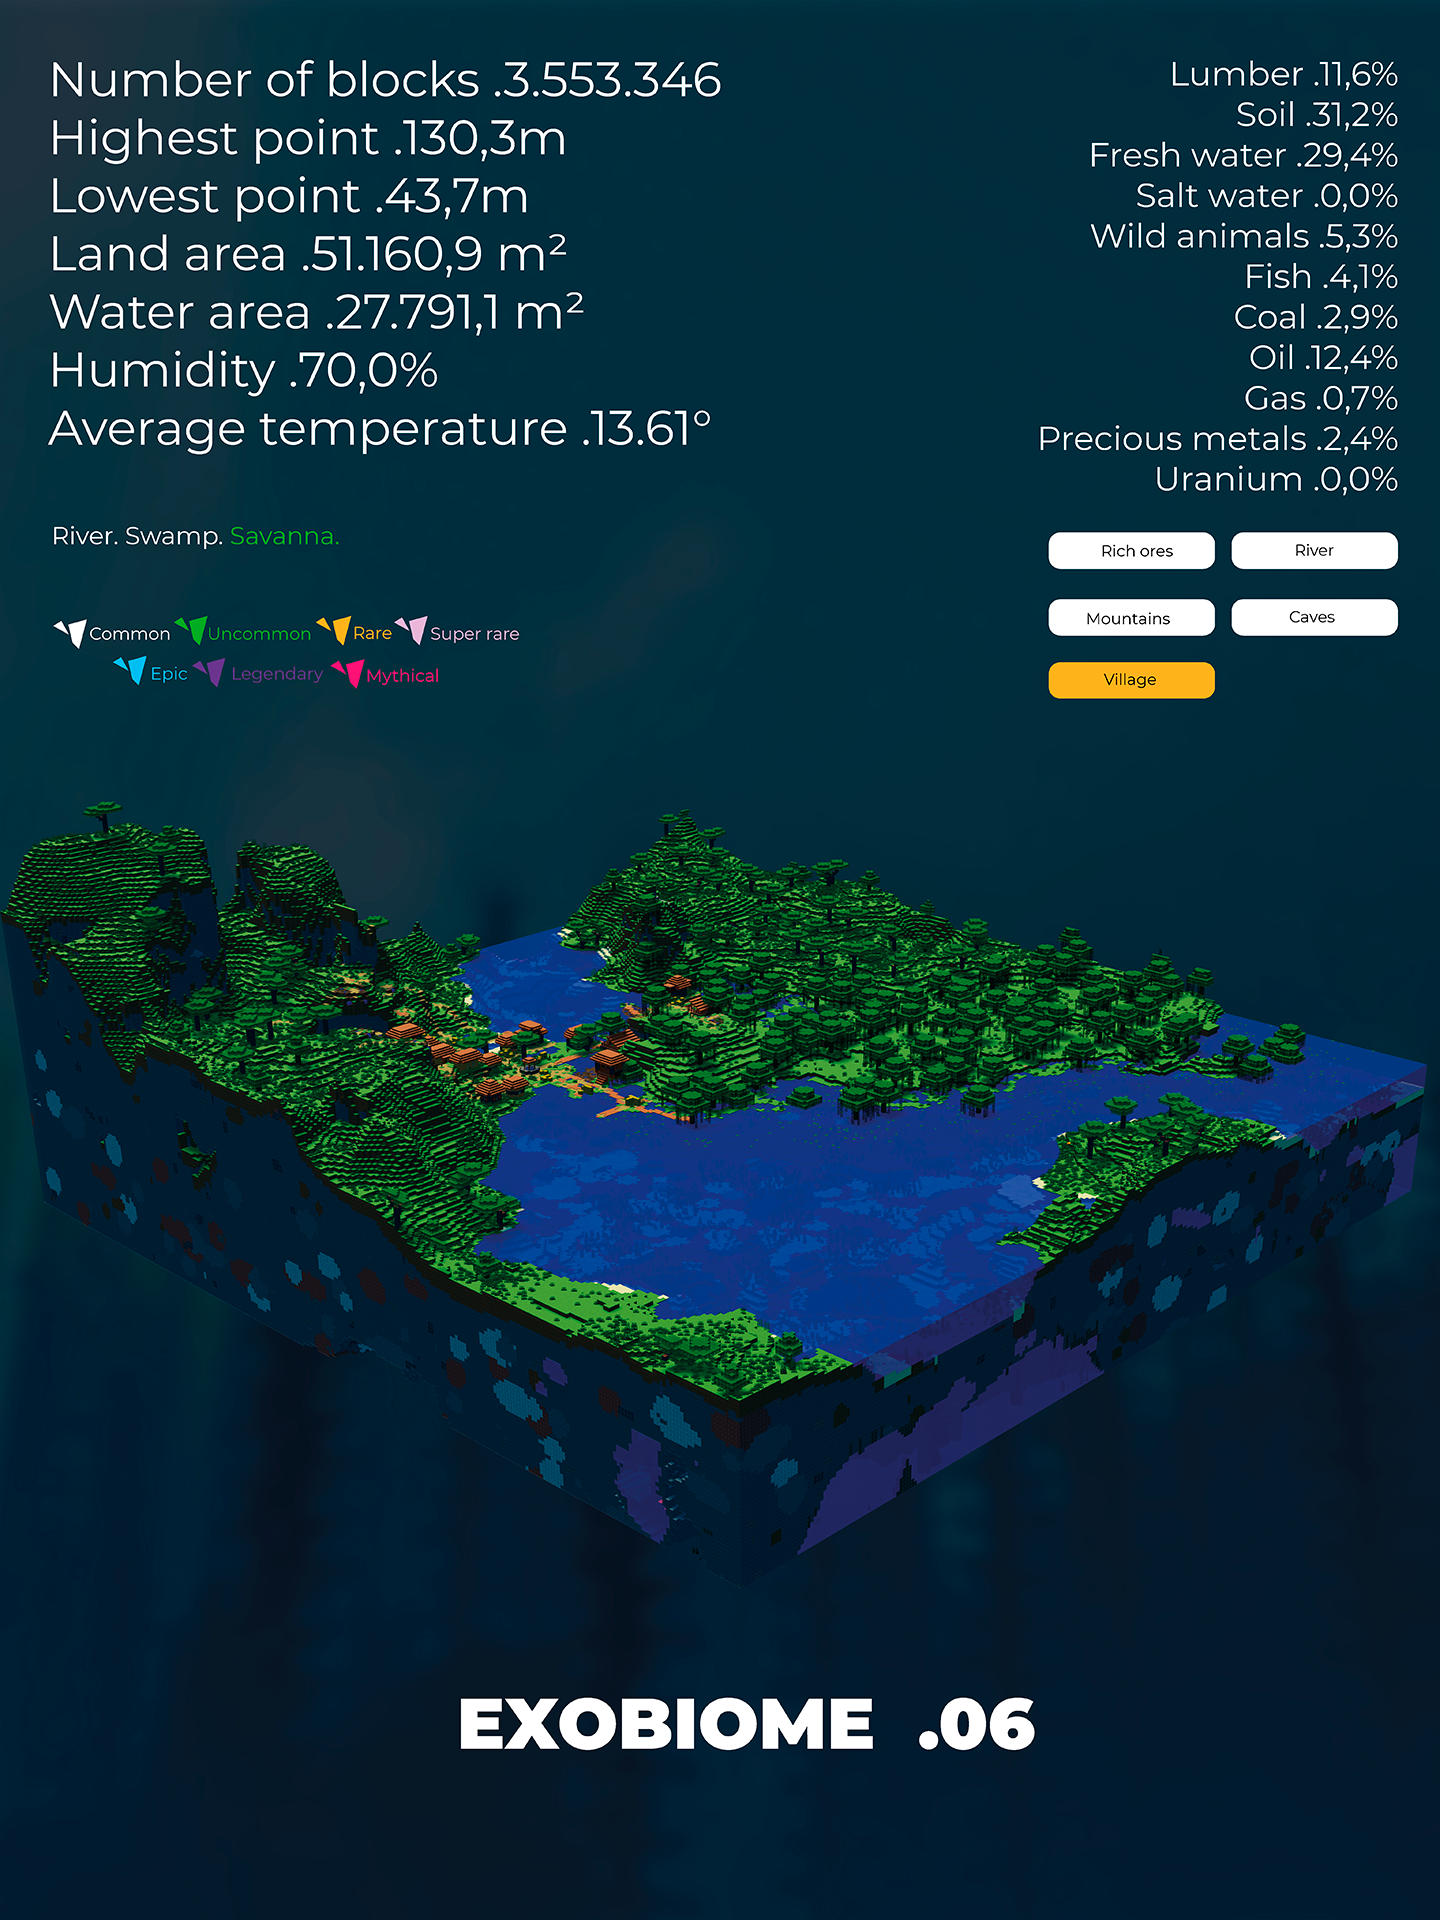 Number of blocks .3.553.346
Highest point .130,3m
Lowest point .43,7m
Land area .51.160,9 m²
Water area .27.791,1 m²
Humidity .70,0%
Average temperature .13.61°
River. Swamp. Savanna.
Common Uncommon Rare Super rare
Epic Legendary Mythical
Lumber .11,6%
Soil .31,2%
Fresh water .29,4%
Salt water .0,0%
Wild animals .5,3%
Fish .4,1%
Coal .2,9%
Oil .12,4%
Gas .0,7%
Precious metals .2,4%
Uranium .0,0%
Rich ores River
Mountains Caves
Village
EXOBIOME .06